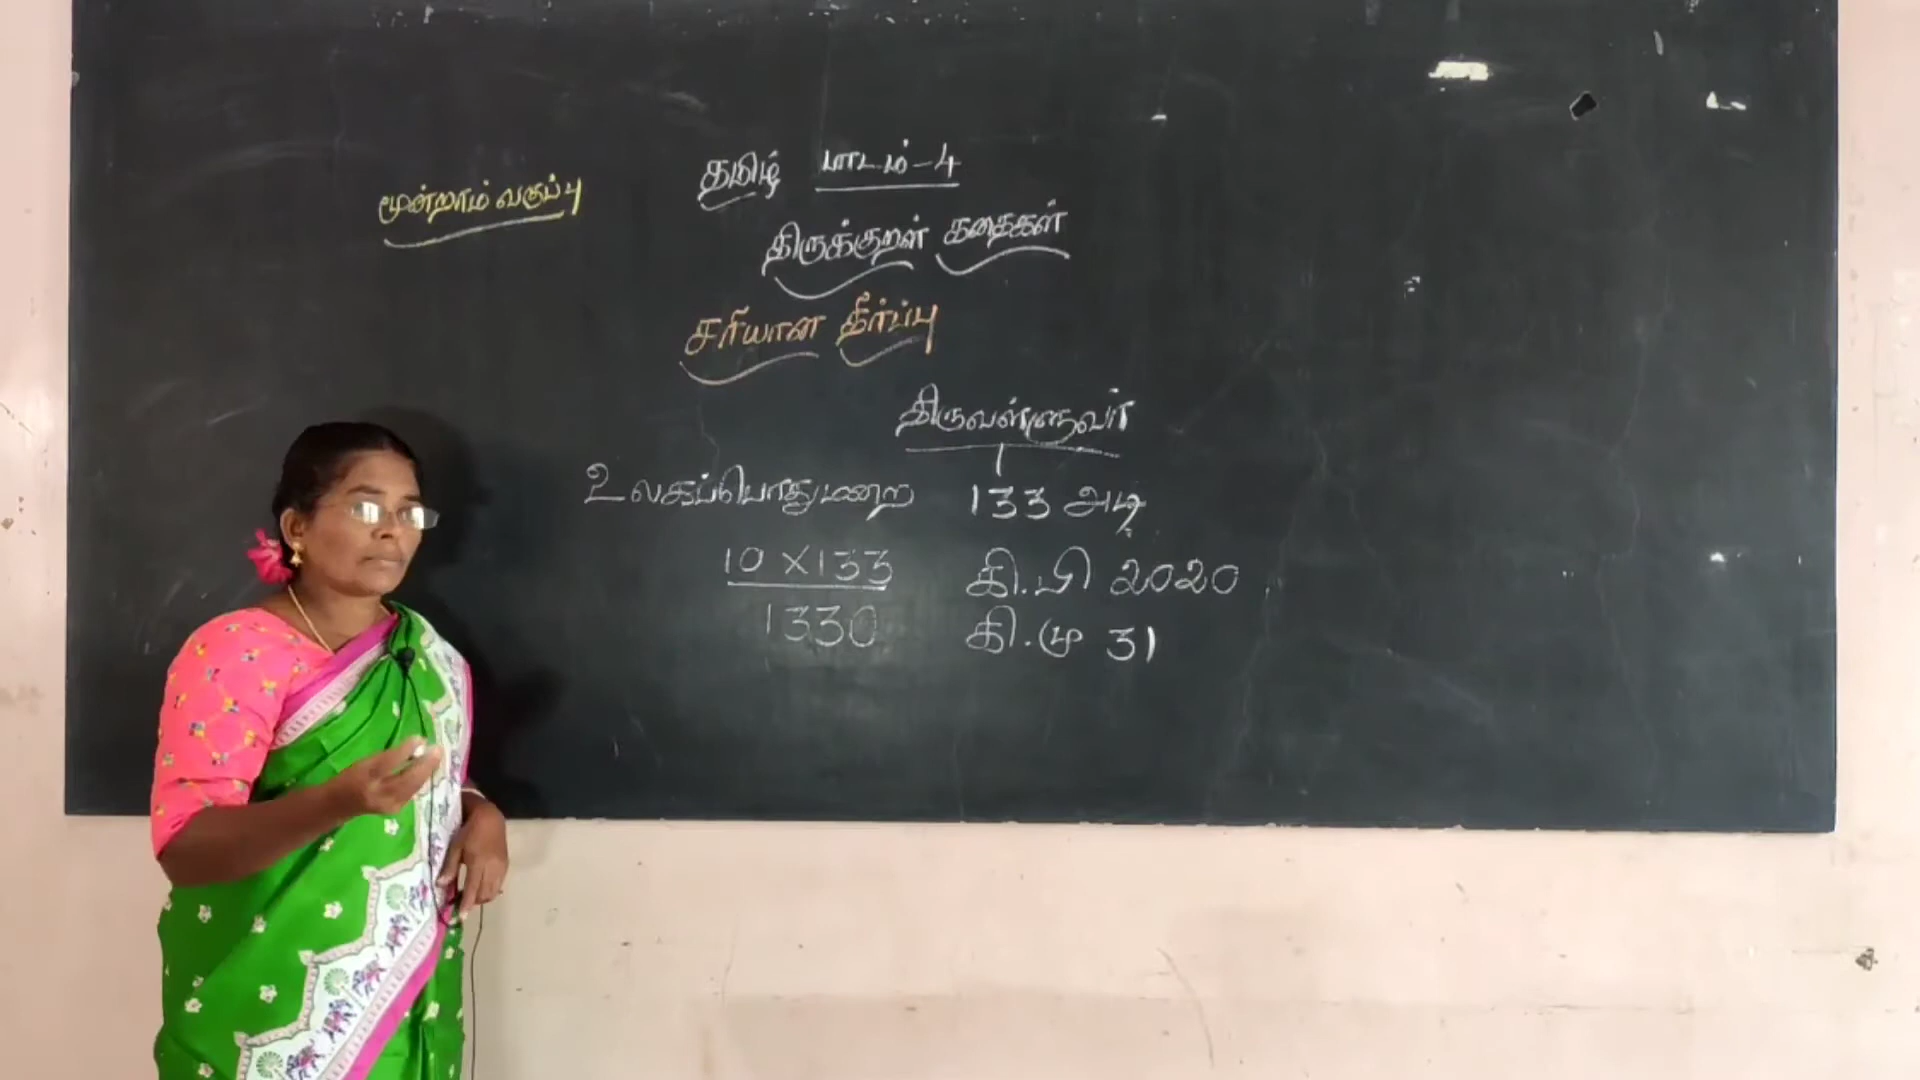 மூன்றாம் வகுப்பு
தமிழ் பாடம் - 4
திருக்குறள் கதைகள்
சரியான தீர்ப்பு
திருவள்ளுவர்
உலகப்பொதுமறை 133 அடி
10 X 133 கி.பி 2020
1330 கி.மு 31